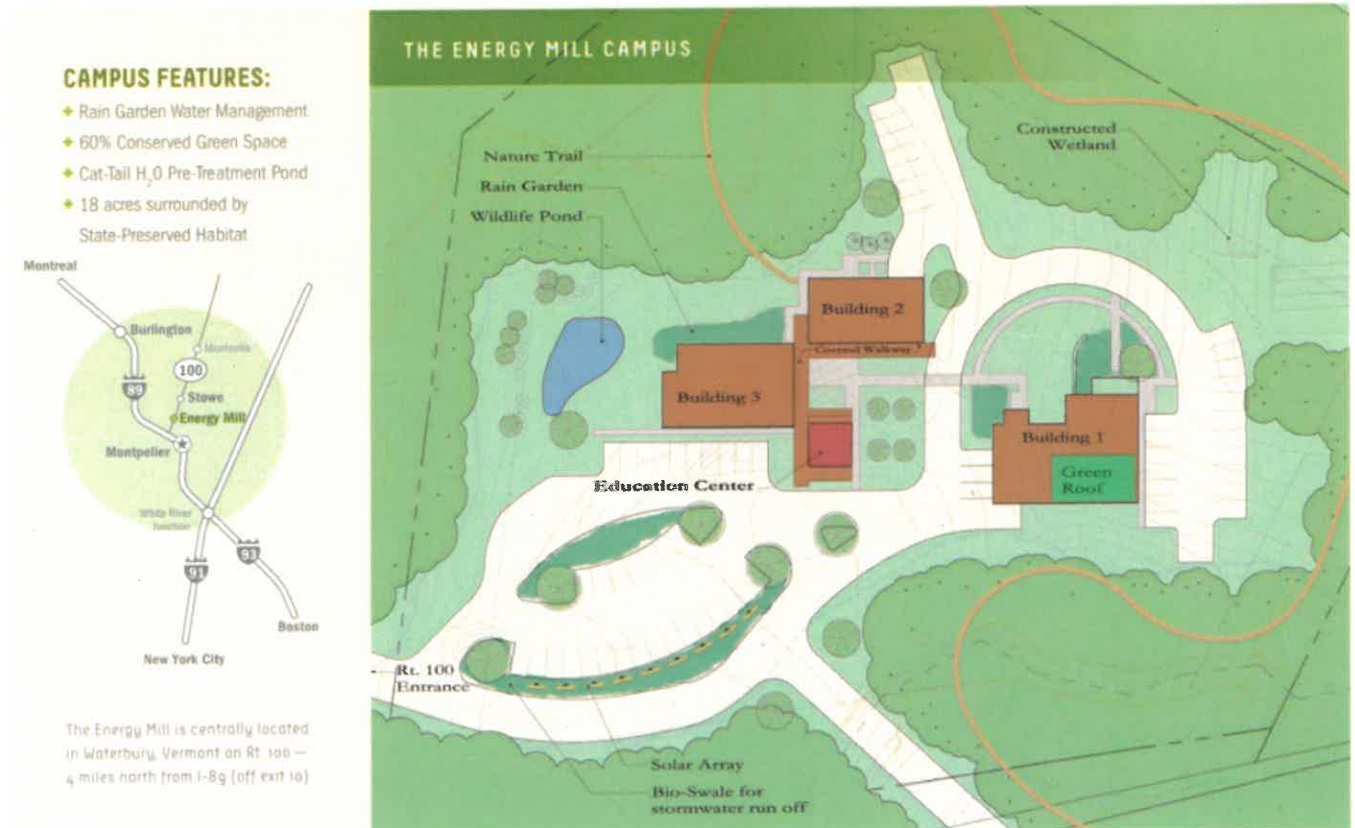 CAMPUS FEATURES:
+ Rain Garden Water Management
+ 60% Conserved Green Space
+ Cat-Tail H₂0 Pre-Treatment Pond
+ 18 acres surrounded by
State-Preserved Habitat
Montreal
Burlington
Morrisville
100
89
Stowe
Energy Mill
Montpelier
White River
Junction
93
91
Boston
New York City
The Energy Mill is centrally located
in Waterbury, Vermont on Rt 100 —
4 miles north from I-89 (off exit 10)
THE ENERGY MILL CAMPUS
Nature Trail
Rain Garden
Wildlife Pond
Constructed
Wetland
Building 2
Covered Walkway
Building 3
Building 1
Green
Roof
Education Center
Rt. 100
Entrance
Solar Array
Bio-Swale for
stormwater run off